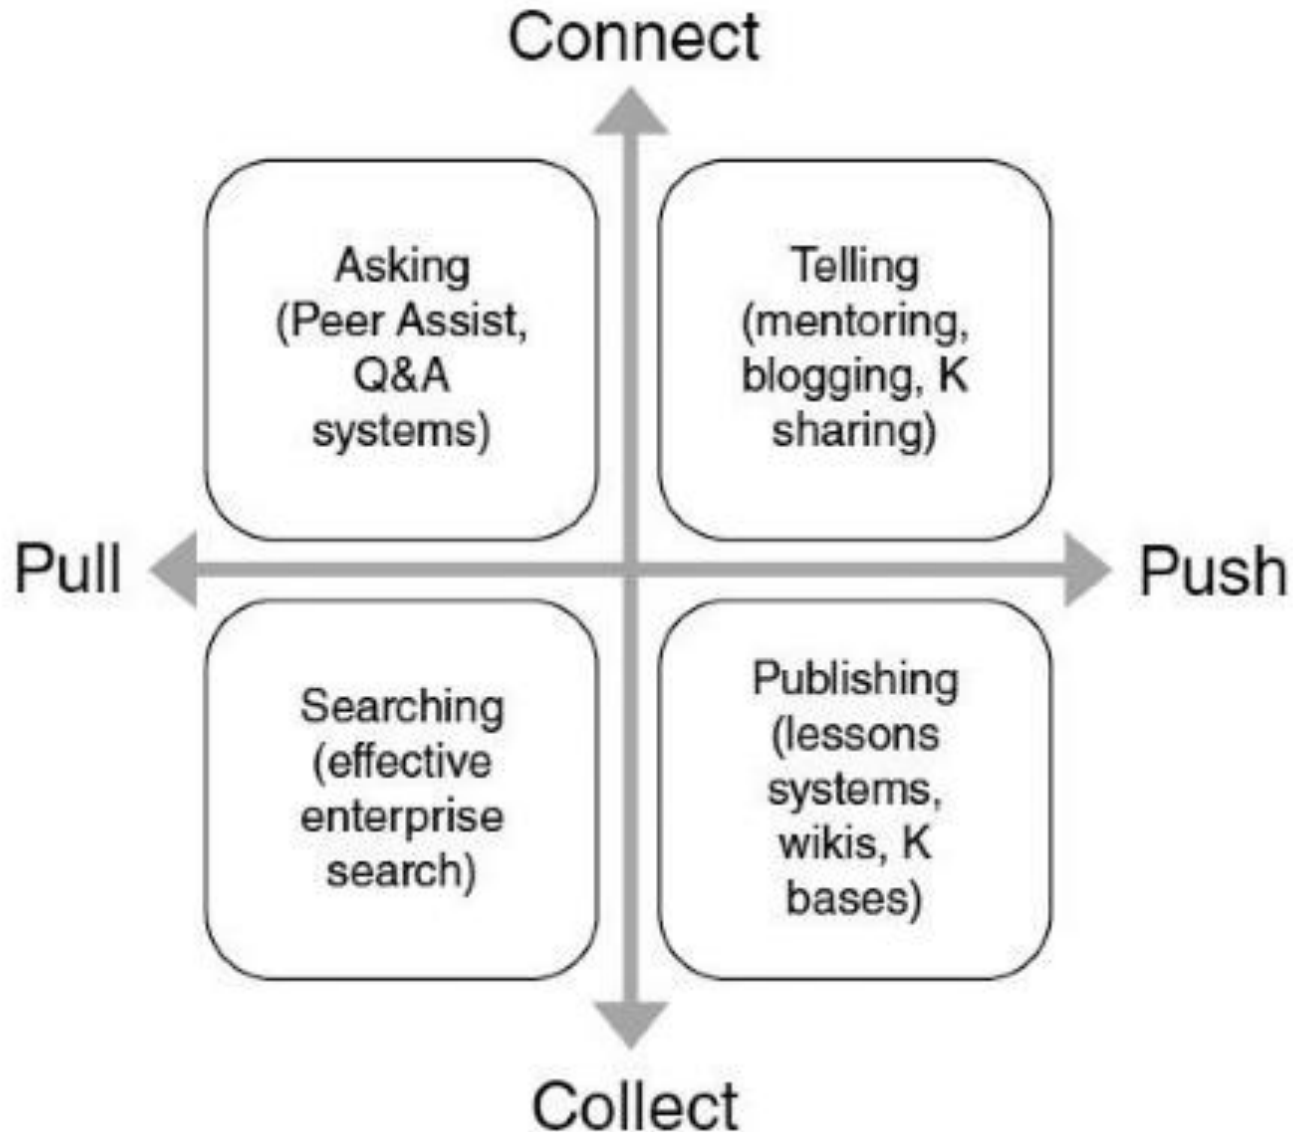 Connect
Asking
(Peer Assist,
Q&A
systems)
Telling
(mentoring,
blogging, K
sharing)
Pull
Push
Searching
(effective
enterprise
search)
Publishing
(lessons
systems,
wikis, K
bases)
Collect